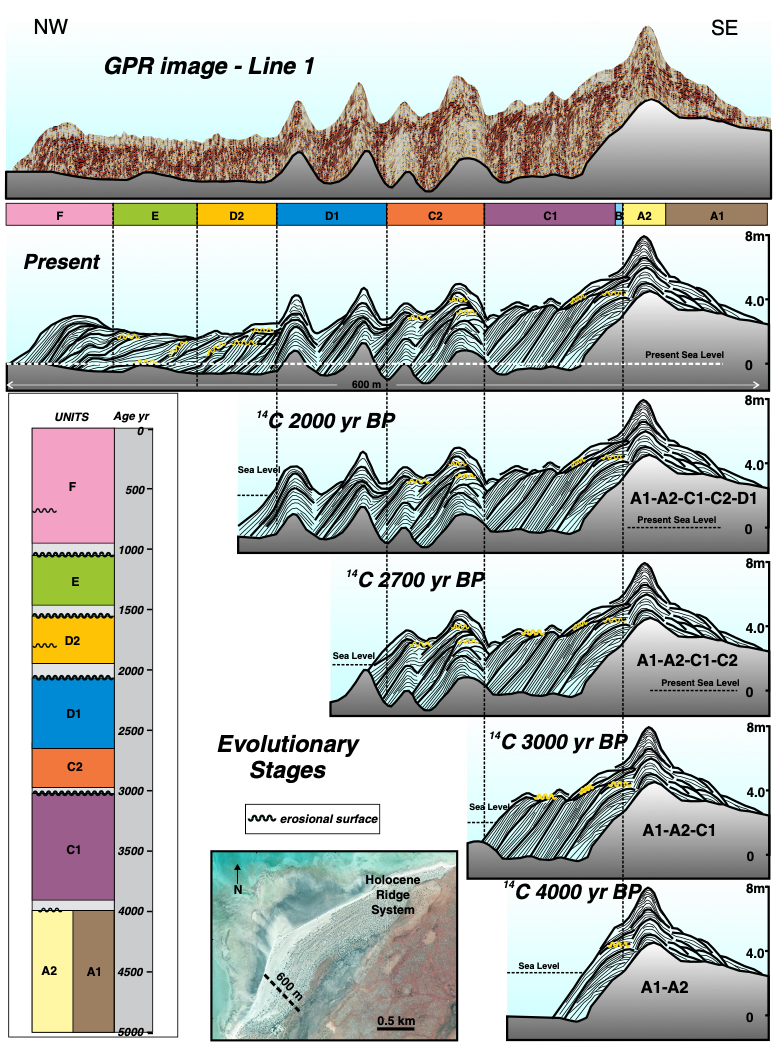 NW
SE
GPR image - Line 1
F E D2 D1 C2 C1 B A2 A1
Present
8m
4.0
Present Sea Level
0
600 m
UNITS Age yr
0
F
500
1000
E
1500
D2
2000
D1
2500
C2
3000
C1
3500
4000
A2 A1
4500
5000
14C 2000 yr BP
8m
Sea Level
4.0
A1-A2-C1-C2-D1
Present Sea Level
0
14C 2700 yr BP
8m
4.0
Sea Level
A1-A2-C1-C2
Present Sea Level
0
Evolutionary
Stages
erosional surface
14C 3000 yr BP
8m
4.0
Sea Level
A1-A2-C1
0
14C 4000 yr BP
8m
4.0
Sea Level
A1-A2
0
N
Holocene
Ridge
System
600 m
0.5 km